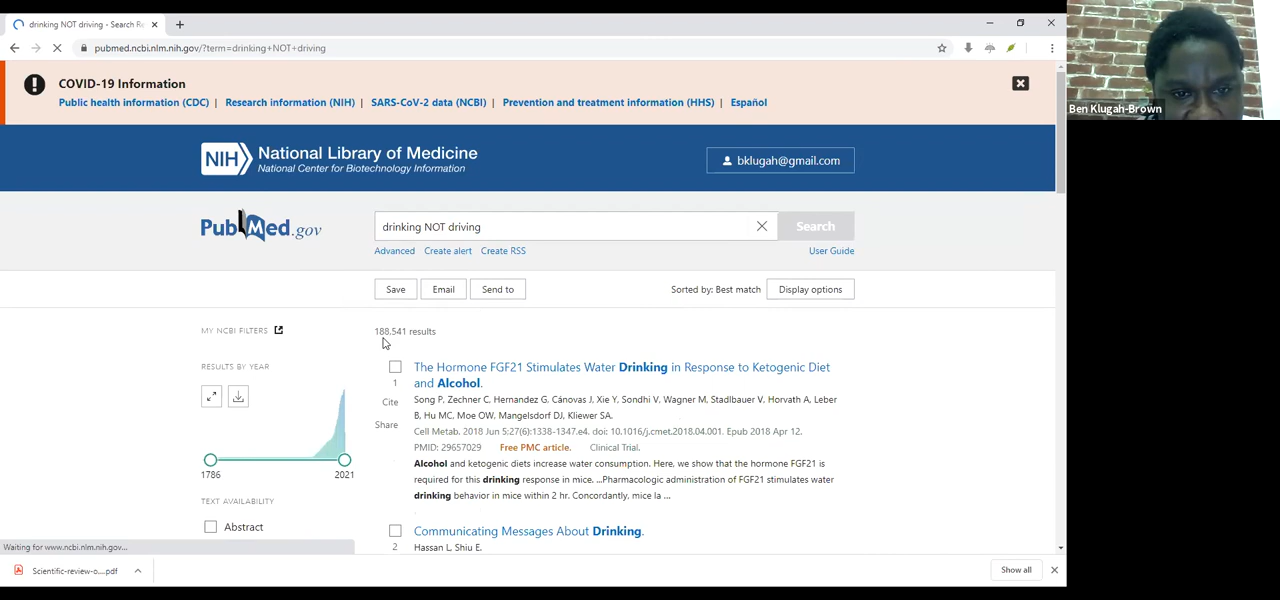 drinking NOT driving - Search Re
pubmed.ncbi.nlm.nih.gov/?term=drinking+NOT+driving
COVID-19 Information
Public health information (CDC) | Research information (NIH) | SARS-CoV-2 data (NCBI) | Prevention and treatment information (HHS) | Español
Ben Klugah-Brown
NIH National Library of Medicine
National Center for Biotechnology Information
bklugah@gmail.com
PubMed.gov
drinking NOT driving
Search
Advanced Create alert Create RSS
User Guide
Save Email Send to
Sorted by: Best match Display options
MY NCBI FILTERS
188,541 results
RESULTS BY YEAR
1786 2021
TEXT AVAILABILITY
Abstract
1
Cite
Share
The Hormone FGF21 Stimulates Water Drinking in Response to Ketogenic Diet
and Alcohol.
Song P, Zechner C, Hernandez G, Cánovas J, Xie Y, Sondhi V, Wagner M, Stadlbauer V, Horvath A, Leber
B, Hu MC, Moe OW, Mangelsdorf DJ, Kliewer SA.
Cell Metab. 2018 Jun 5;27(6):1338-1347.e4. doi: 10.1016/j.cmet.2018.04.001. Epub 2018 Apr 12.
PMID: 29657029 Free PMC article. Clinical Trial.
Alcohol and ketogenic diets increase water consumption. Here, we show that the hormone FGF21 is
required for this drinking response in mice. ...Pharmacologic administration of FGF21 stimulates water
drinking behavior in mice within 2 hr. Concordantly, mice la ...
2
Communicating Messages About Drinking.
Hassan L, Shiu E.
Waiting for www.ncbi.nlm.nih.gov...
Scientific-review-o....pdf
Show all